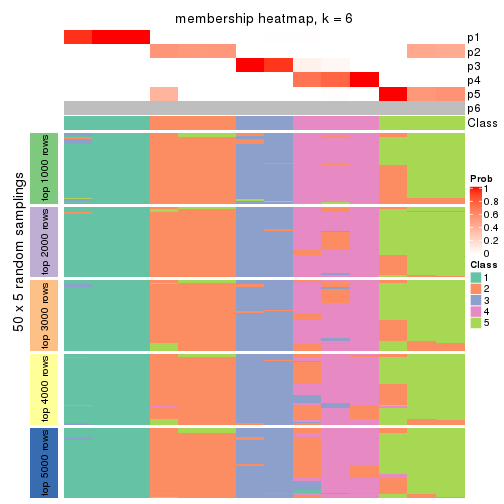 membership heatmap, k = 6
p1
p2
p3
p4
p5
p6
Class
50 x 5 random samplings
top 1000 rows
top 2000 rows
top 3000 rows
top 4000 rows
top 5000 rows
Prob
1
0.8
0.6
0.4
0.2
0
Class
1
2
3
4
5